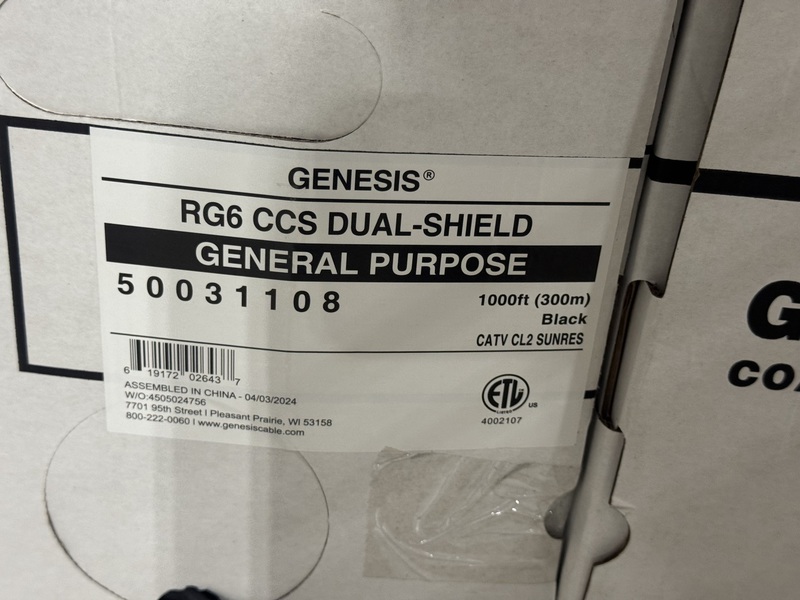 GENESIS®
RG6 CCS DUAL-SHIELD
GENERAL PURPOSE
50031108
1000ft (300m)
Black
CATV CL2 SUNRES
6 19172 02643 7
ASSEMBLED IN CHINA - 04/03/2024
W/O:4505024756
7701 95th Street | Pleasant Prairie, WI 53158
800-222-0060 | www.genesiscable.com
ETL
LISTED
US
4002107
G
CO